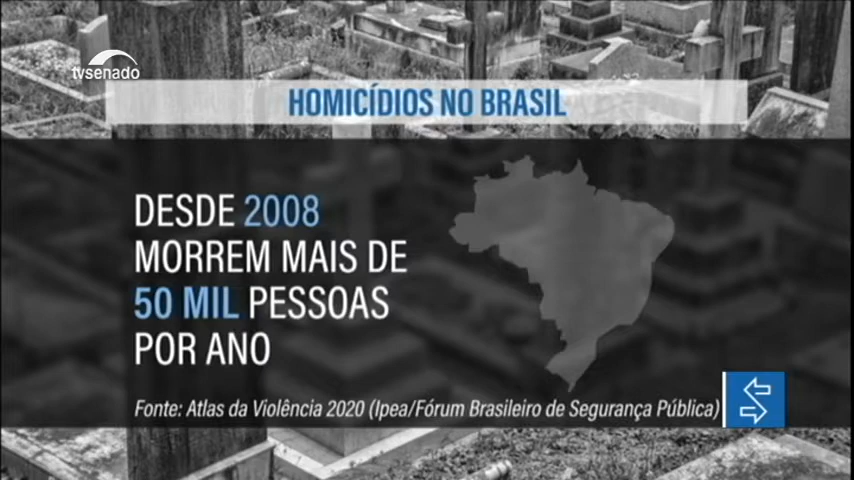 tvsenado
HOMICÍDIOS NO BRASIL
DESDE 2008
MORREM MAIS DE
50 MIL PESSOAS
POR ANO
Fonte: Atlas da Violência 2020 (Ipea/Fórum Brasileiro de Segurança Pública)